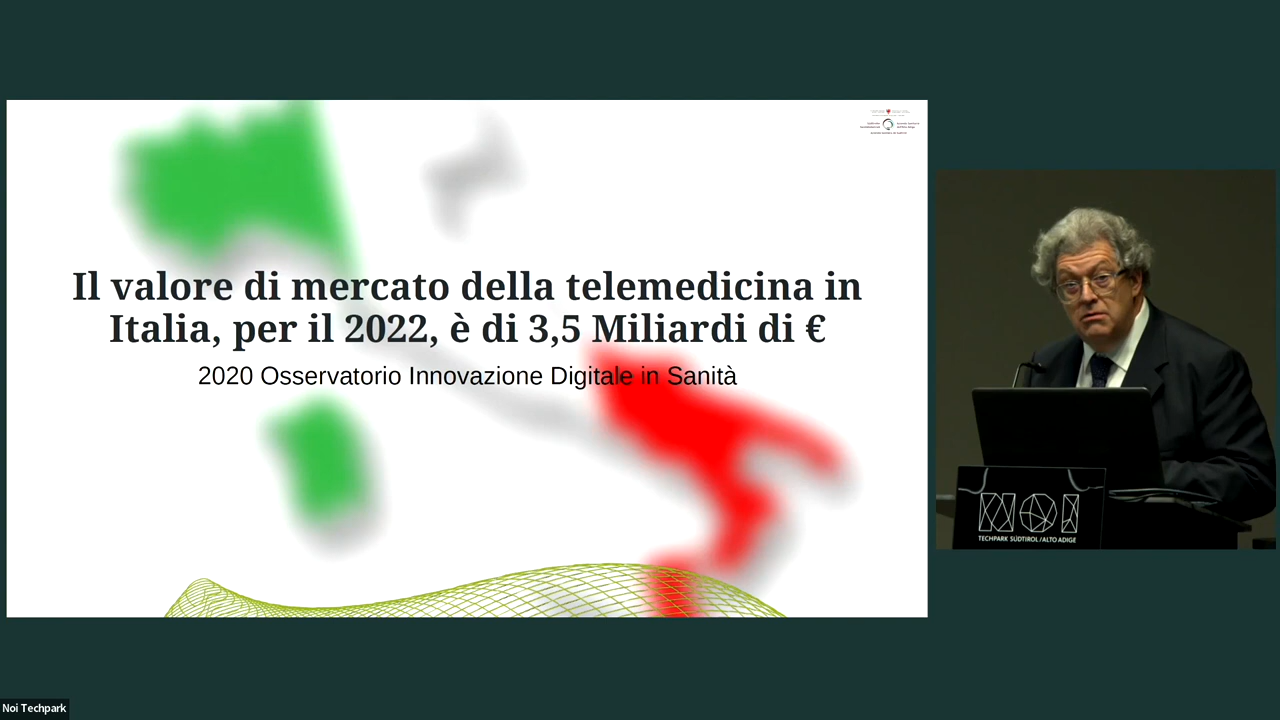 Il valore di mercato della telemedicina in
Italia, per il 2022, è di 3,5 Miliardi di €
2020 Osservatorio Innovazione Digitale in Sanità
NOI
TECHPARK SÜDTIROL/ALTO ADIGE
Noi Techpark